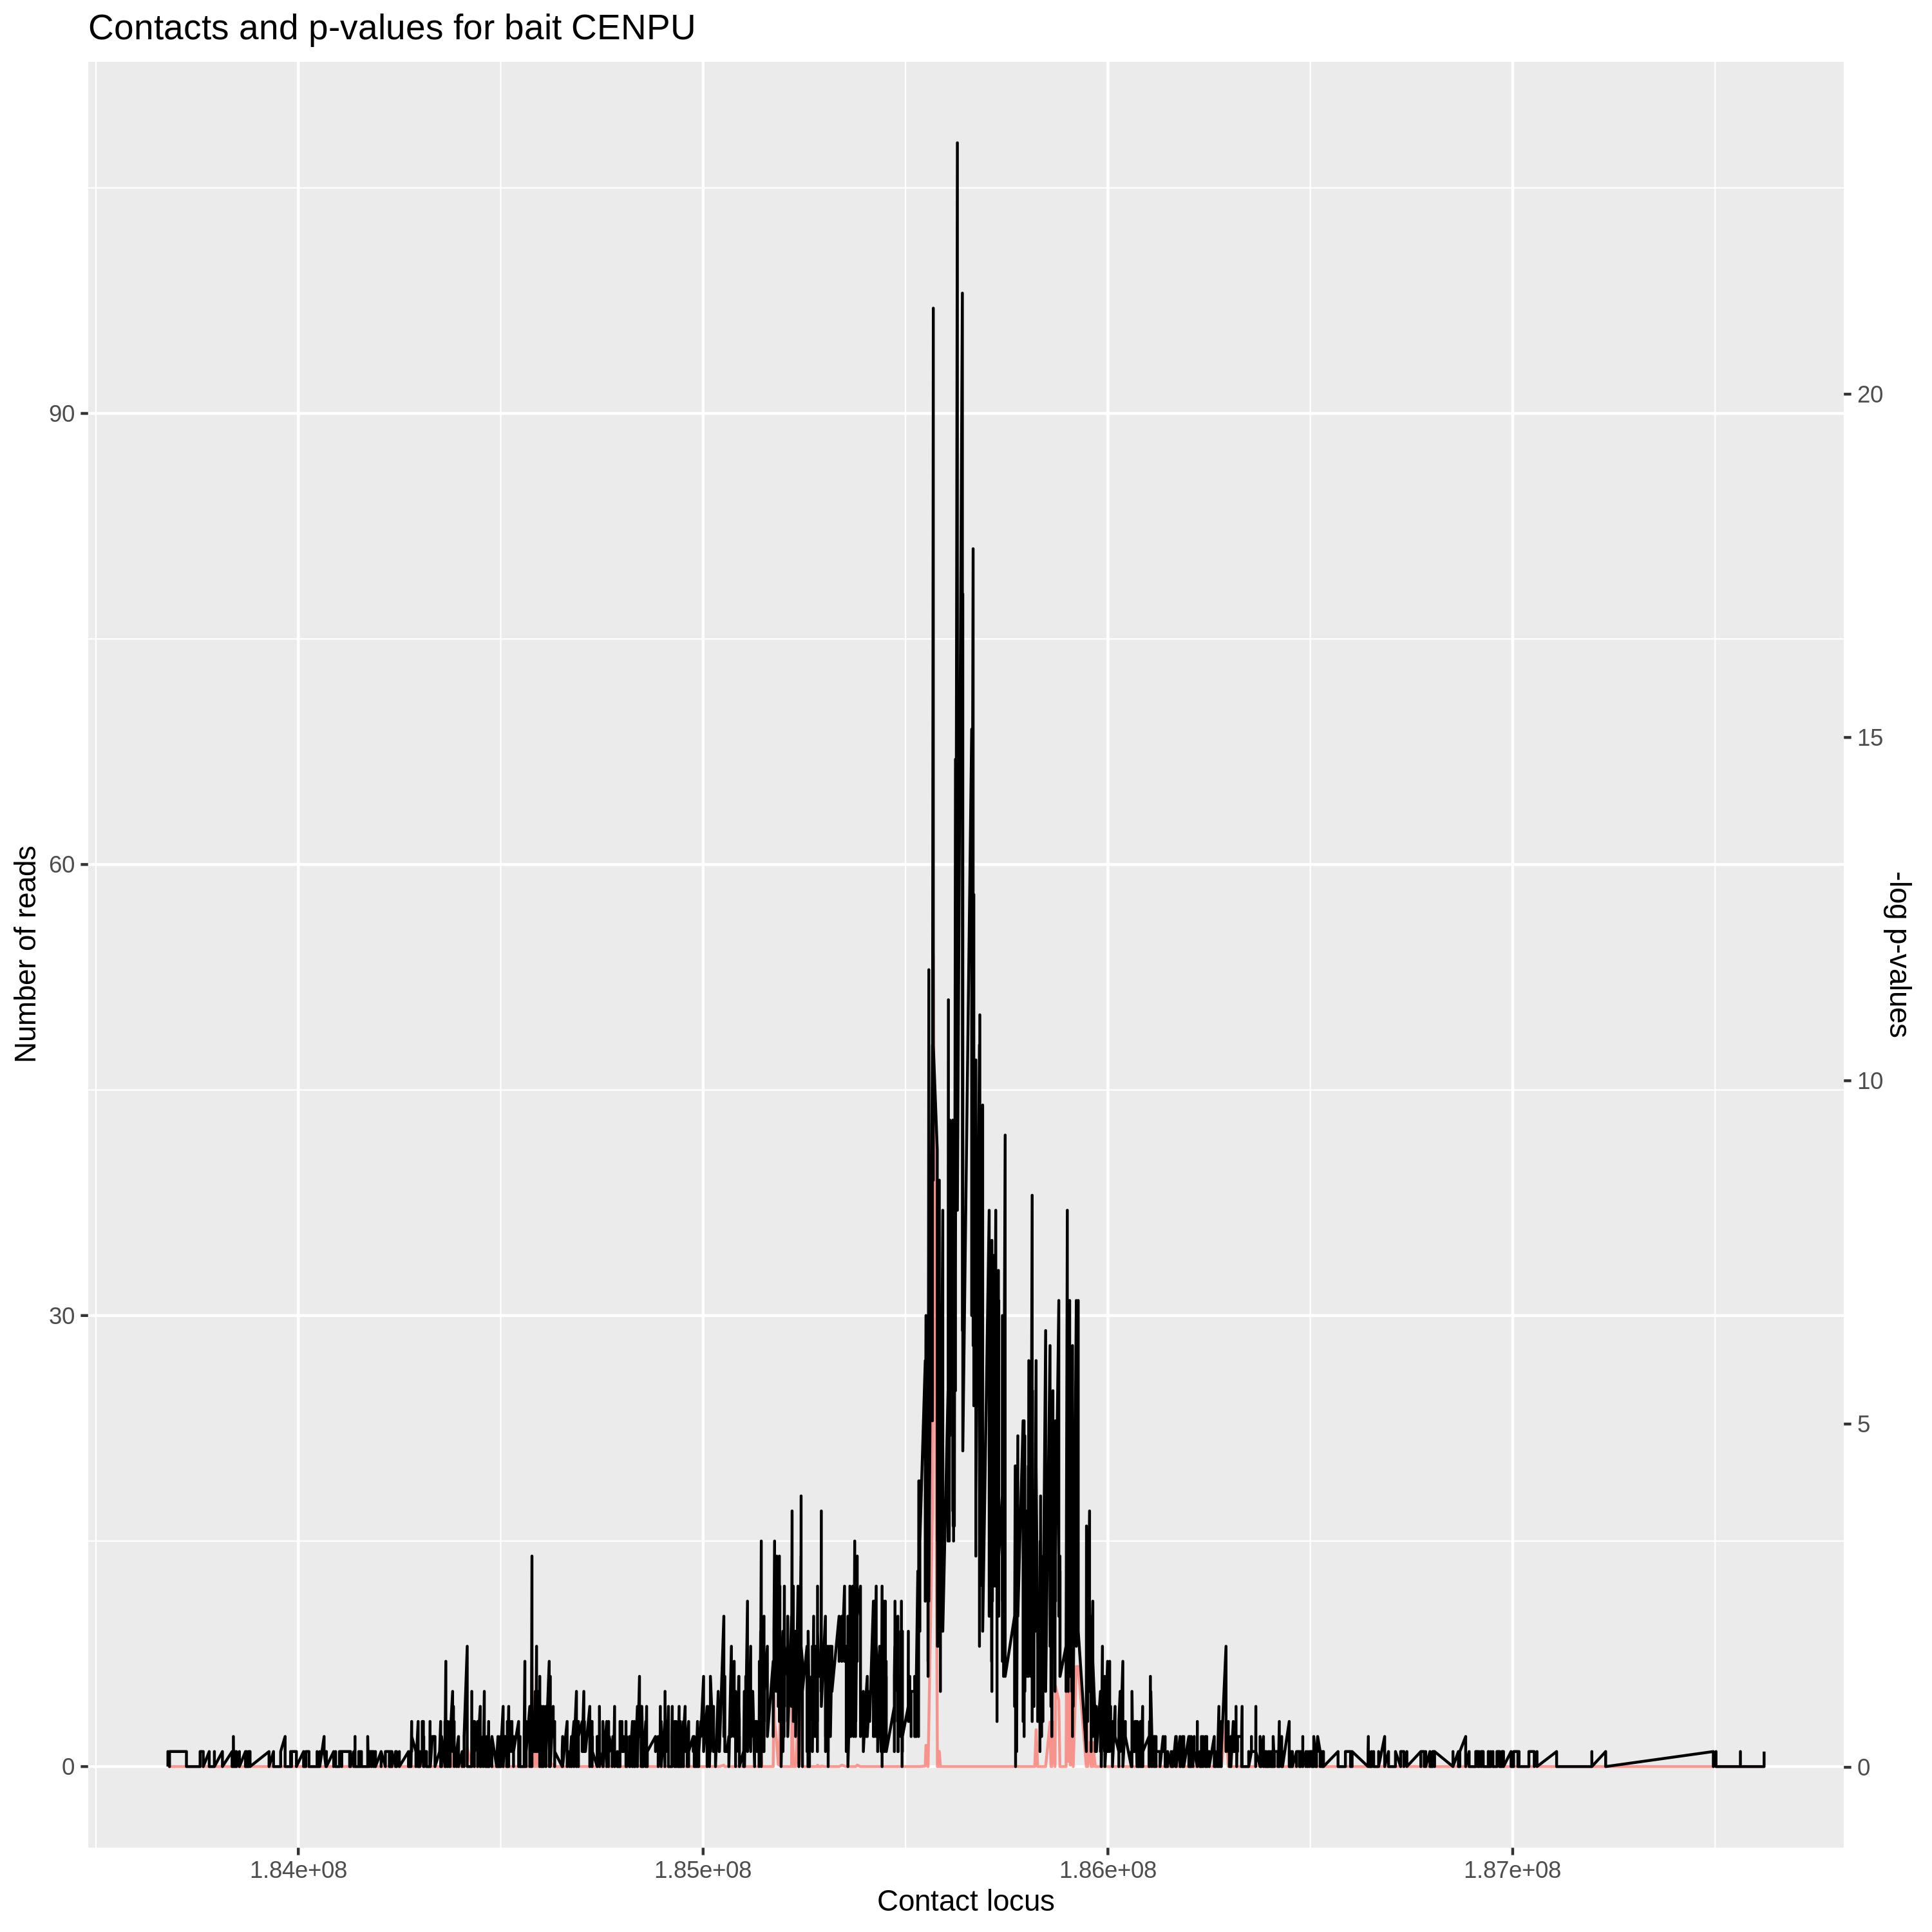 Contacts and p-values for bait CENPU
Number of reads
90
60
30
0
20
15
10
5
0
-log p-values
1.84e+08
1.85e+08
1.86e+08
1.87e+08
Contact locus